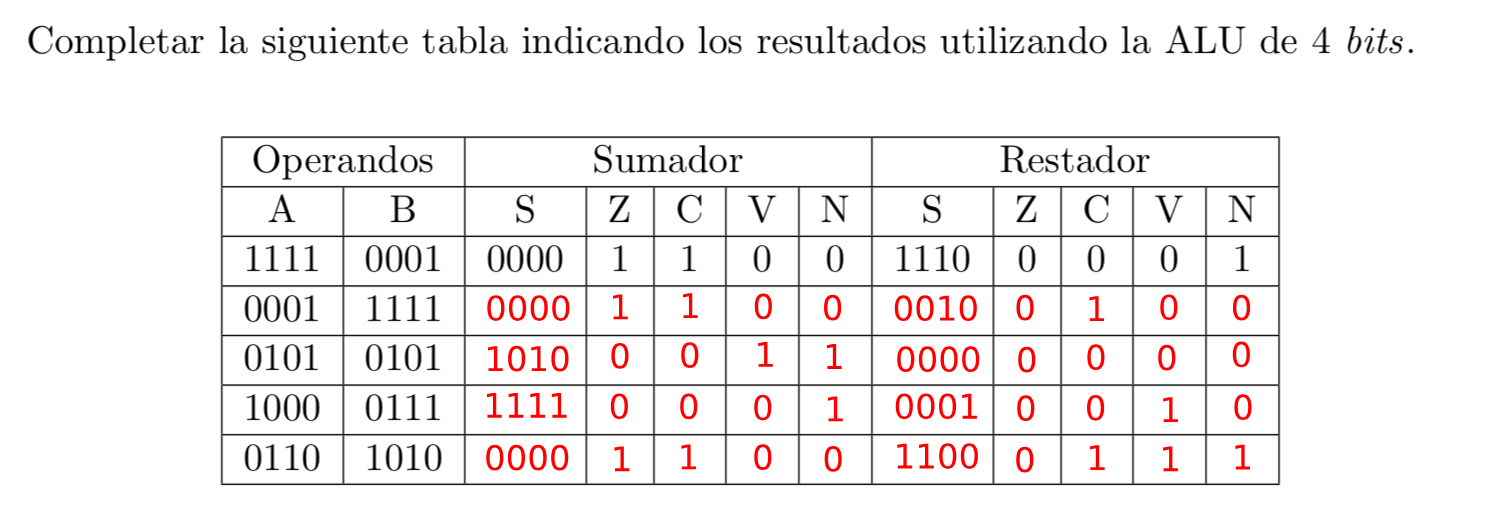 Completar la siguiente tabla indicando los resultados utilizando la ALU de 4 bits.
Operandos Sumador Restador
A B S Z C V N S Z C V N
1111 0001 0000 1 1 0 0 1110 0 0 0 1
0001 1111 0000 1 1 0 0 0010 0 1 0 0
0101 0101 1010 0 0 1 1 0000 0 0 0 0
1000 0111 1111 0 0 0 1 0001 0 0 1 0
0110 1010 0000 1 1 0 0 1100 0 1 1 1